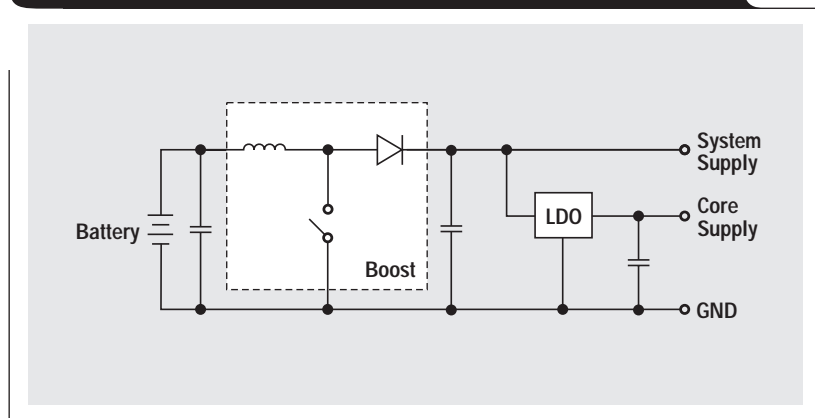 System
Supply
Battery
LDO
Core
Supply
Boost
GND